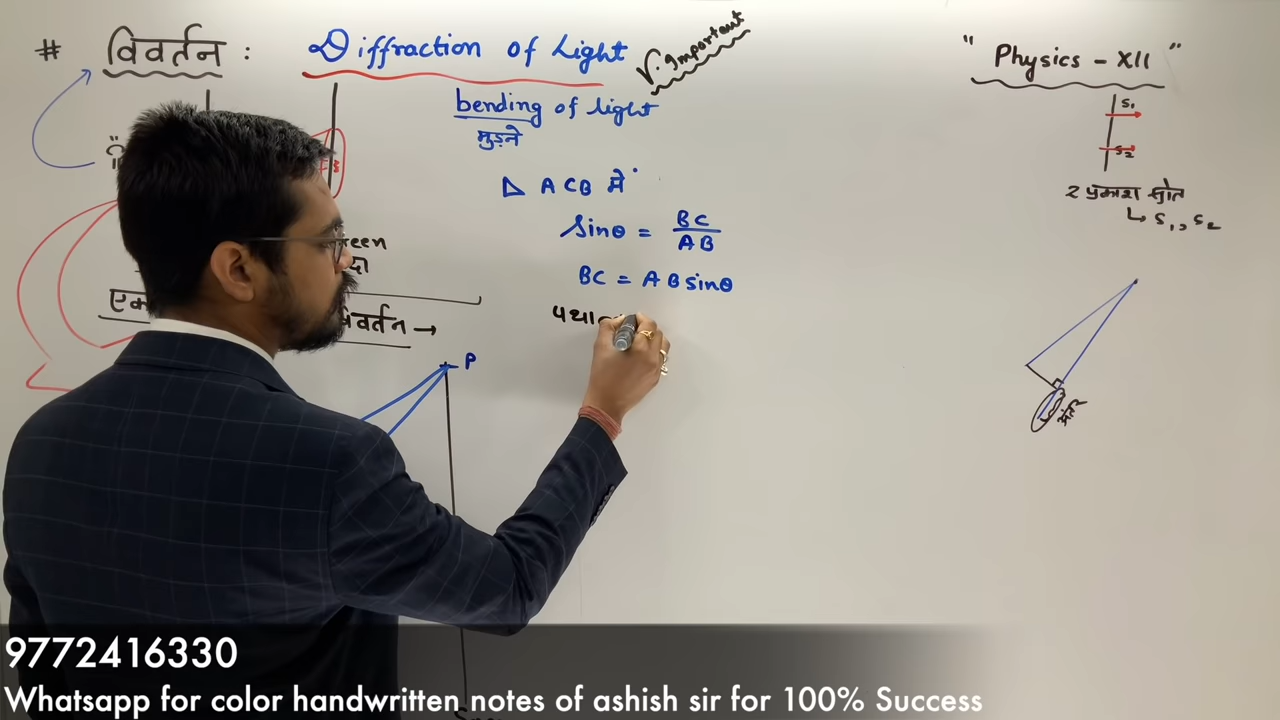 # विवर्तन : Diffraction of Light V. Important
bending of light
मुड़ने
△ ACB में
Sinθ = BC / AB
BC = AB sinθ
पथा
वर्तन →
P
" Physics - XII "
S1
S2
2 प्रकाश स्रोत
↳ S1, S2
अंतर
9772416330
Whatsapp for color handwritten notes of ashish sir for 100% Success